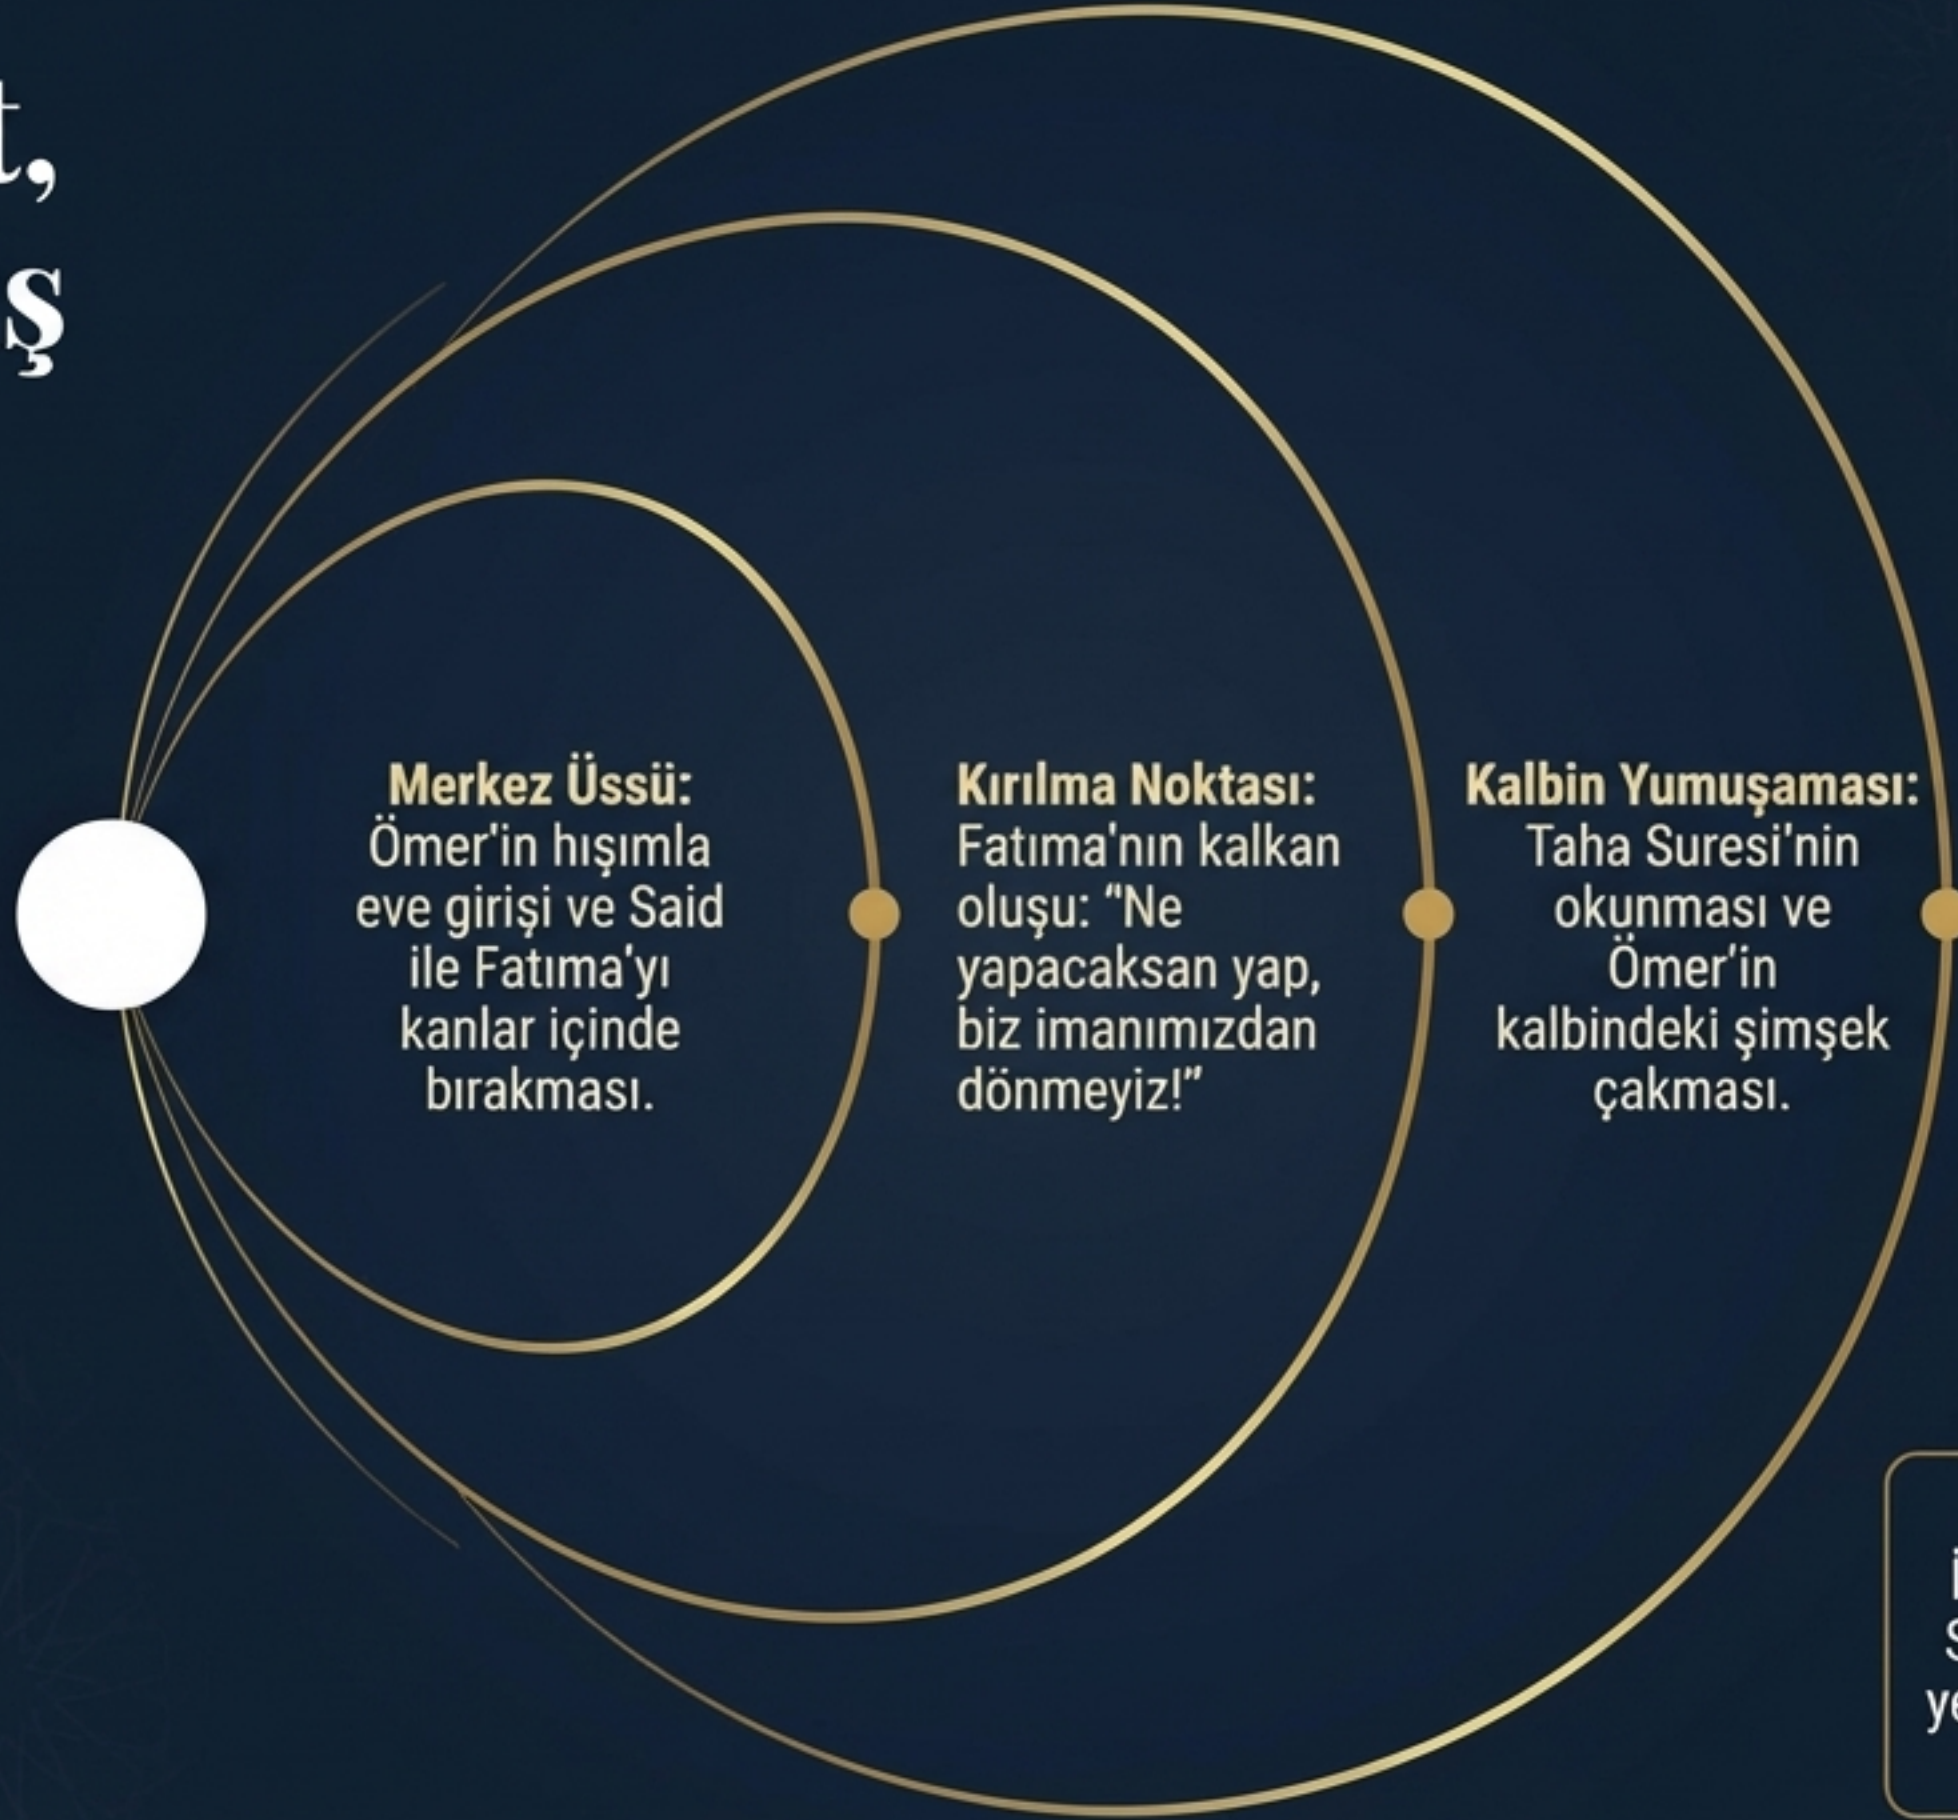 t,
ş
Merkez Üssü:
Ömer'in hışımla
eve girişi ve Said
ile Fatıma'yı
kanlar içinde
bırakması.
Kırılma Noktası:
Fatıma'nın kalkan
oluşu: “Ne
yapacaksan yap,
biz imanımızdan
dönmeyiz!”
Kalbin Yumuşaması:
Taha Suresi'nin
okunması ve
Ömer'in
kalbindeki şimşek
çakması.